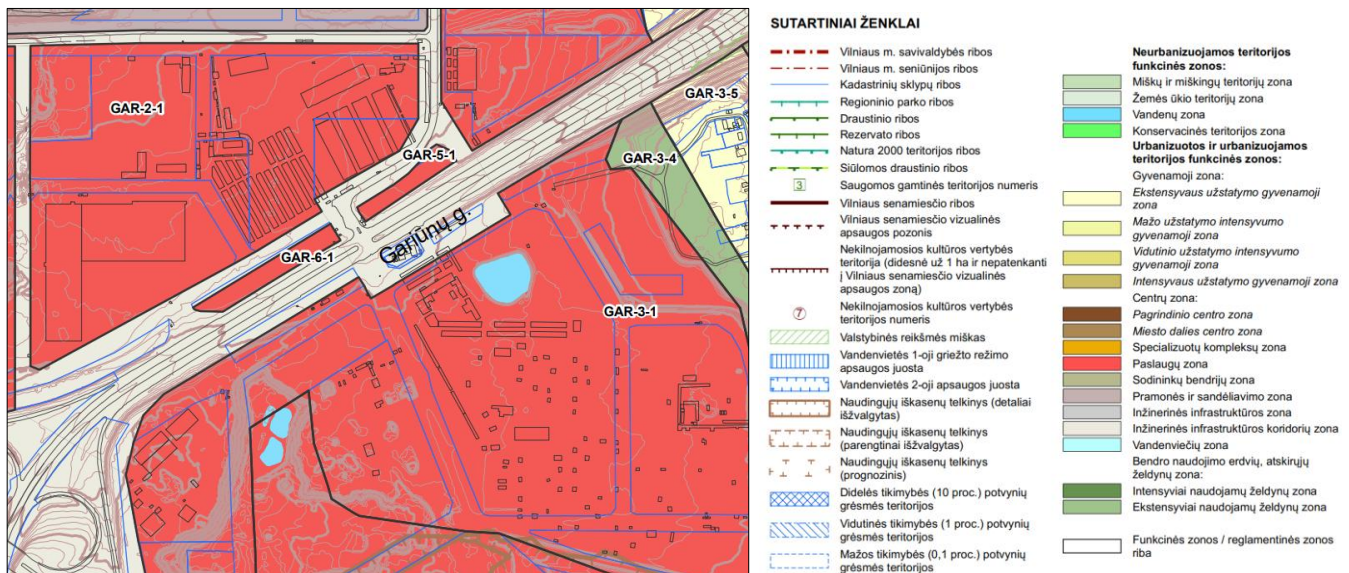 GAR-2-1
GAR-3-5
GAR-5-1
GAR-3-4
Gariūnų g.
GAR-6-1
GAR-3-1
SUTARTINIAI ŽENKLAI
Vilniaus m. savivaldybės ribos
Vilniaus m. seniūnijos ribos
Kadastrinių sklypų ribos
Regioninio parko ribos
Draustinio ribos
Rezervato ribos
Natura 2000 teritorijos ribos
Siūlomos draustinio ribos
3
Saugomos gamtinės teritorijos numeris
Vilniaus senamiesčio ribos
Vilniaus senamiesčio vizualinės
apsaugos pozonis
Nekilnojamosios kultūros vertybės
teritorija (didesnė už 1 ha ir nepatenkanti
į Vilniaus senamiesčio vizualinės
apsaugos zoną)
7
Nekilnojamosios kultūros vertybės
teritorijos numeris
Valstybinės reikšmės miškas
Vandenvietės 1-oji griežto režimo
apsaugos juosta
Vandenvietės 2-oji apsaugos juosta
Naudingųjų iškasenų telkinys (detaliai
išžvalgytas)
Naudingųjų iškasenų telkinys
(parengtinai išžvalgytas)
Naudingųjų iškasenų telkinys
(prognozinis)
Didelės tikimybės (10 proc.) potvynių
grėsmės teritorijos
Vidutinės tikimybės (1 proc.) potvynių
grėsmės teritorijos
Mažos tikimybės (0,1 proc.) potvynių
grėsmės teritorijos
Neurbanizuojamos teritorijos
funkcinės zonos:
Miškų ir miškingų teritorijų zona
Žemės ūkio teritorijų zona
Vandenų zona
Konservacinės teritorijos zona
Urbanizuotos ir urbanizuojamos
teritorijos funkcinės zonos:
Gyvenamoji zona:
Ekstensyvaus užstatymo gyvenamoji
zona
Mažo užstatymo intensyvumo
gyvenamoji zona
Vidutinio užstatymo intensyvumo
gyvenamoji zona
Intensyvaus užstatymo gyvenamoji zona
Centrų zona:
Pagrindinio centro zona
Miesto dalies centro zona
Specializuotų kompleksų zona
Paslaugų zona
Sodininkų bendrijų zona
Pramonės ir sandėliavimo zona
Inžinerinės infrastruktūros zona
Inžinerinės infrastruktūros koridorių zona
Vandenviečių zona
Bendro naudojimo erdvių, atskirųjų
želdynų zona:
Intensyviai naudojamų želdynų zona
Ekstensyviai naudojamų želdynų zona
Funkcinės zonos / reglamentinės zonos
riba